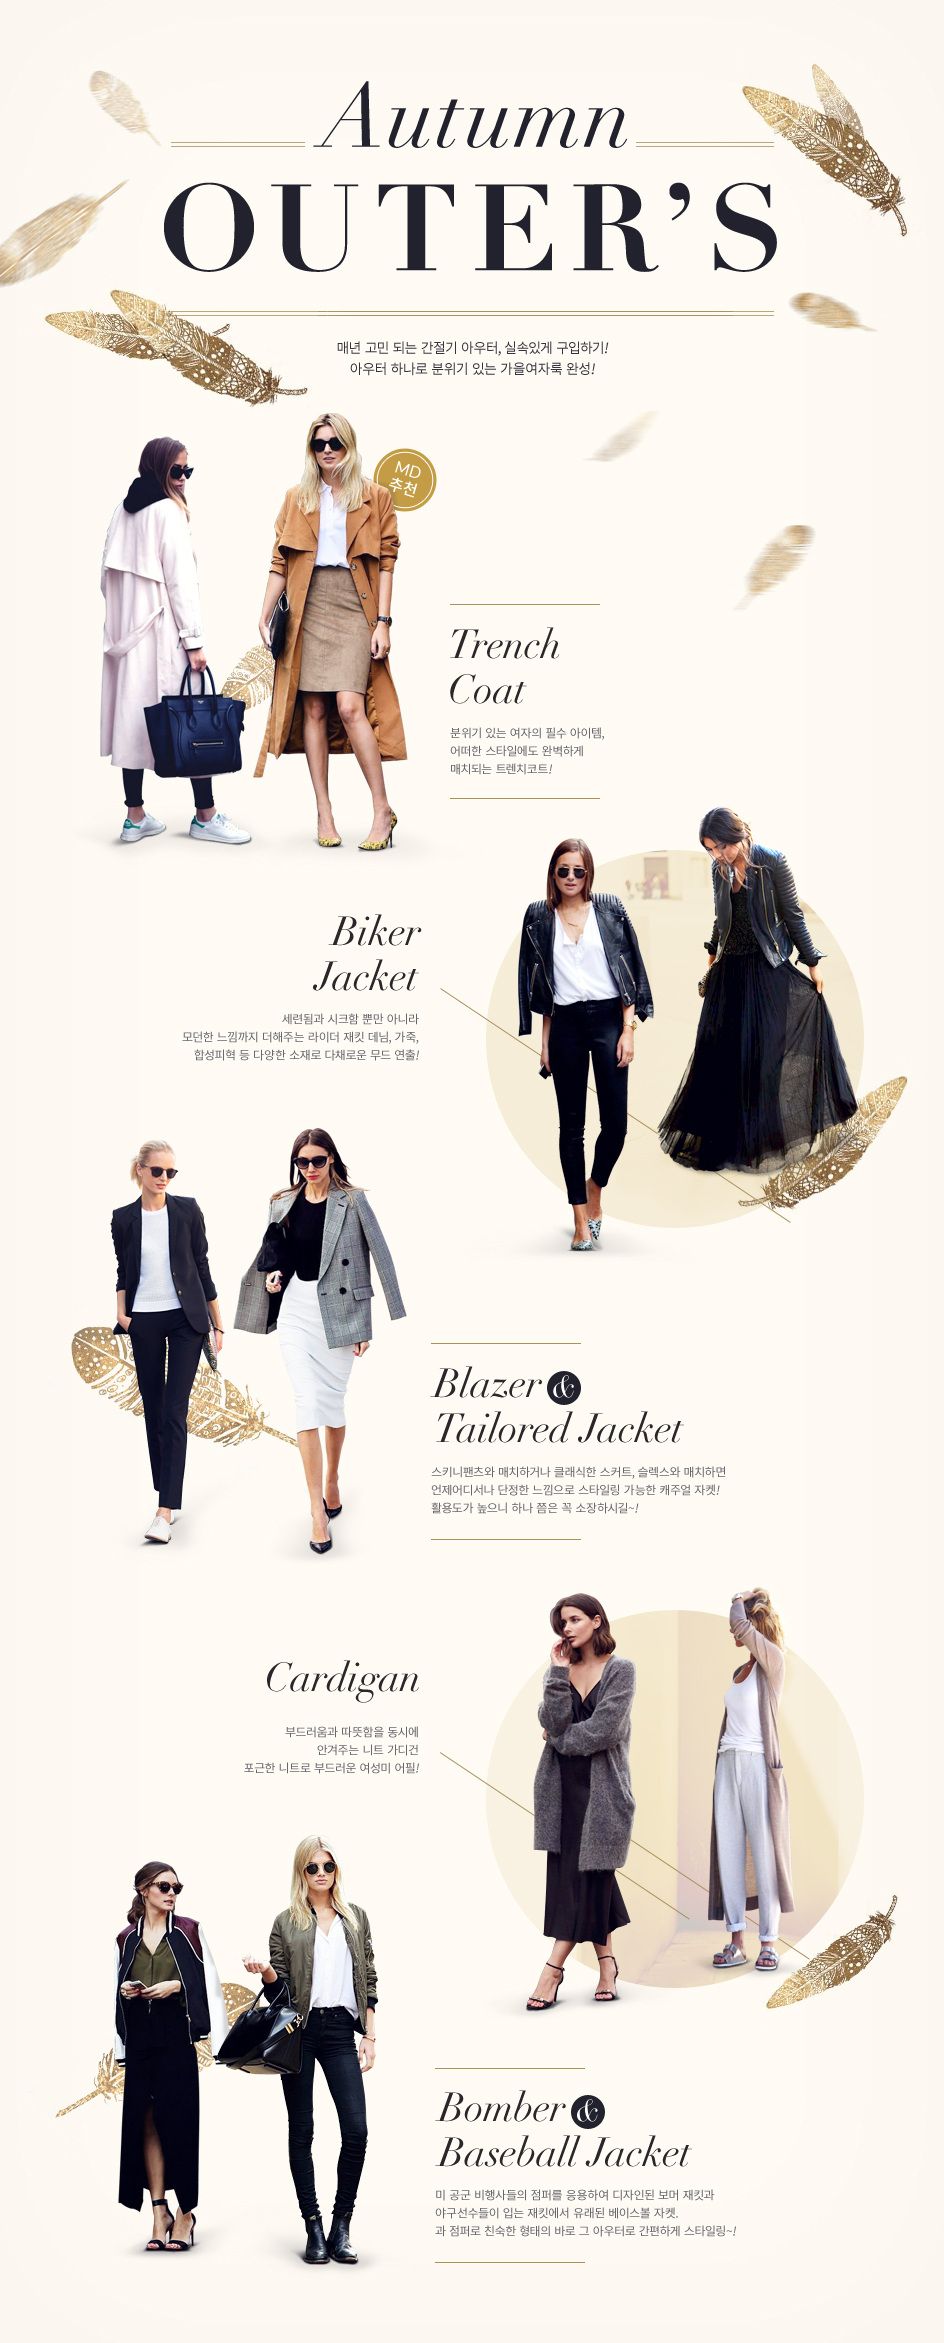 Autumn
OUTER'S
매년 고민 되는 간절기 아우터, 실속있게 구입하기!
아우터 하나로 분위기 있는 가을여자룩 완성!
MD
추천
Trench
Coat
분위기 있는 여자의 필수 아이템,
어떠한 스타일에도 완벽하게
매치되는 트렌치코트!
Biker
Jacket
세련됨과 시크함 뿐만 아니라
모던한 느낌까지 더해주는 라이더 재킷 데님, 가죽,
합성피혁 등 다양한 소재로 다채로운 무드 연출!
Blazer &
Tailored Jacket
스키니팬츠와 매치하거나 클래식한 스커트, 슬렉스와 매치하면
언제어디서나 단정한 느낌으로 스타일링 가능한 캐주얼 자켓!
활용도가 높으니 하나 쯤은 꼭 소장하시길~!
Cardigan
부드러움과 따뜻함을 동시에
안겨주는 니트 가디건
포근한 니트로 부드러운 여성미 어필!
Bomber &
Baseball Jacket
미 공군 비행사들의 점퍼를 응용하여 디자인된 보머 재킷과
야구선수들이 입는 재킷에서 유래된 베이스볼 자켓.
과 점퍼로 친숙한 형태의 바로 그 아우터로 간편하게 스타일링~!